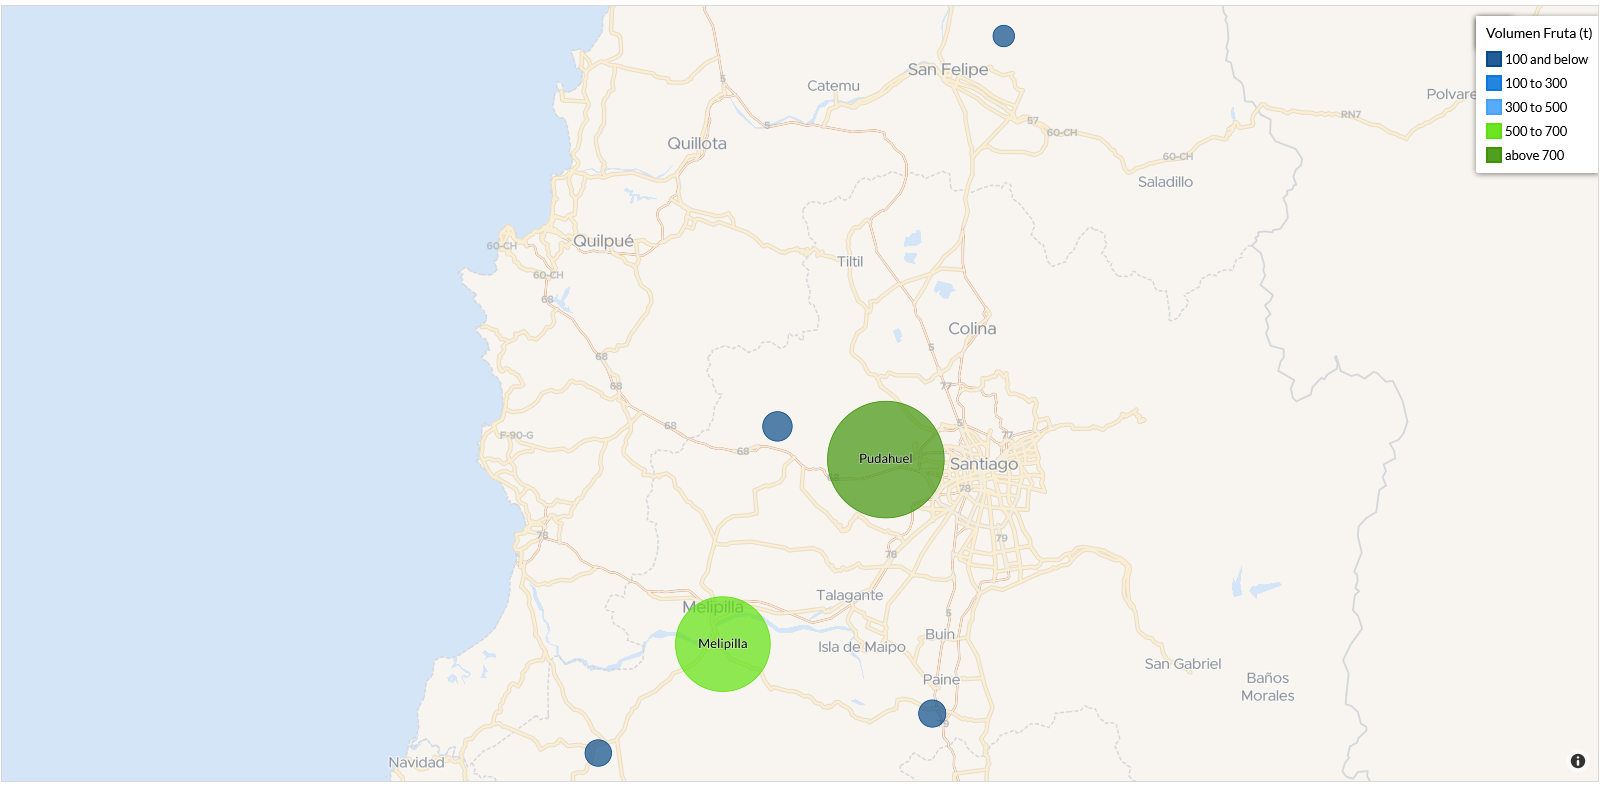 Volumen Fruta (t)
100 and below
100 to 300
300 to 500
500 to 700
above 700
San Felipe
Catemu
5
5
57
60-CH
RN7
Polvare
Quillota
60-CH
Saladillo
60-CH
Quilpué
Tiltil
60-CH
68
Colina
5
68
77
68
68
5
77
F-90-G
68
Pudahuel
Santiago
68
78
78
79
78
Talagante
Melipilla
5
Buin
Melipilla
Isla de Maipo
San Gabriel
Paine
Baños
Morales
Navidad